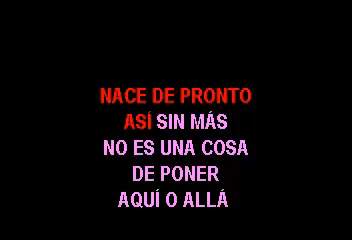 NACE DE PRONTO
ASÍ SIN MÁS
NO ES UNA COSA
DE PONER
AQUÍ O ALLÁ